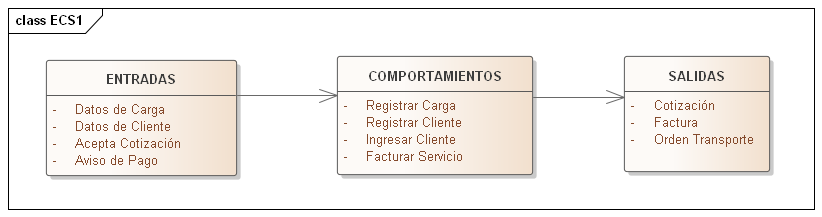 class ECS1
ENTRADAS
- Datos de Carga
- Datos de Cliente
- Acepta Cotización
- Aviso de Pago
COMPORTAMIENTOS
- Registrar Carga
- Registrar Cliente
- Ingresar Cliente
- Facturar Servicio
SALIDAS
- Cotización
- Factura
- Orden Transporte